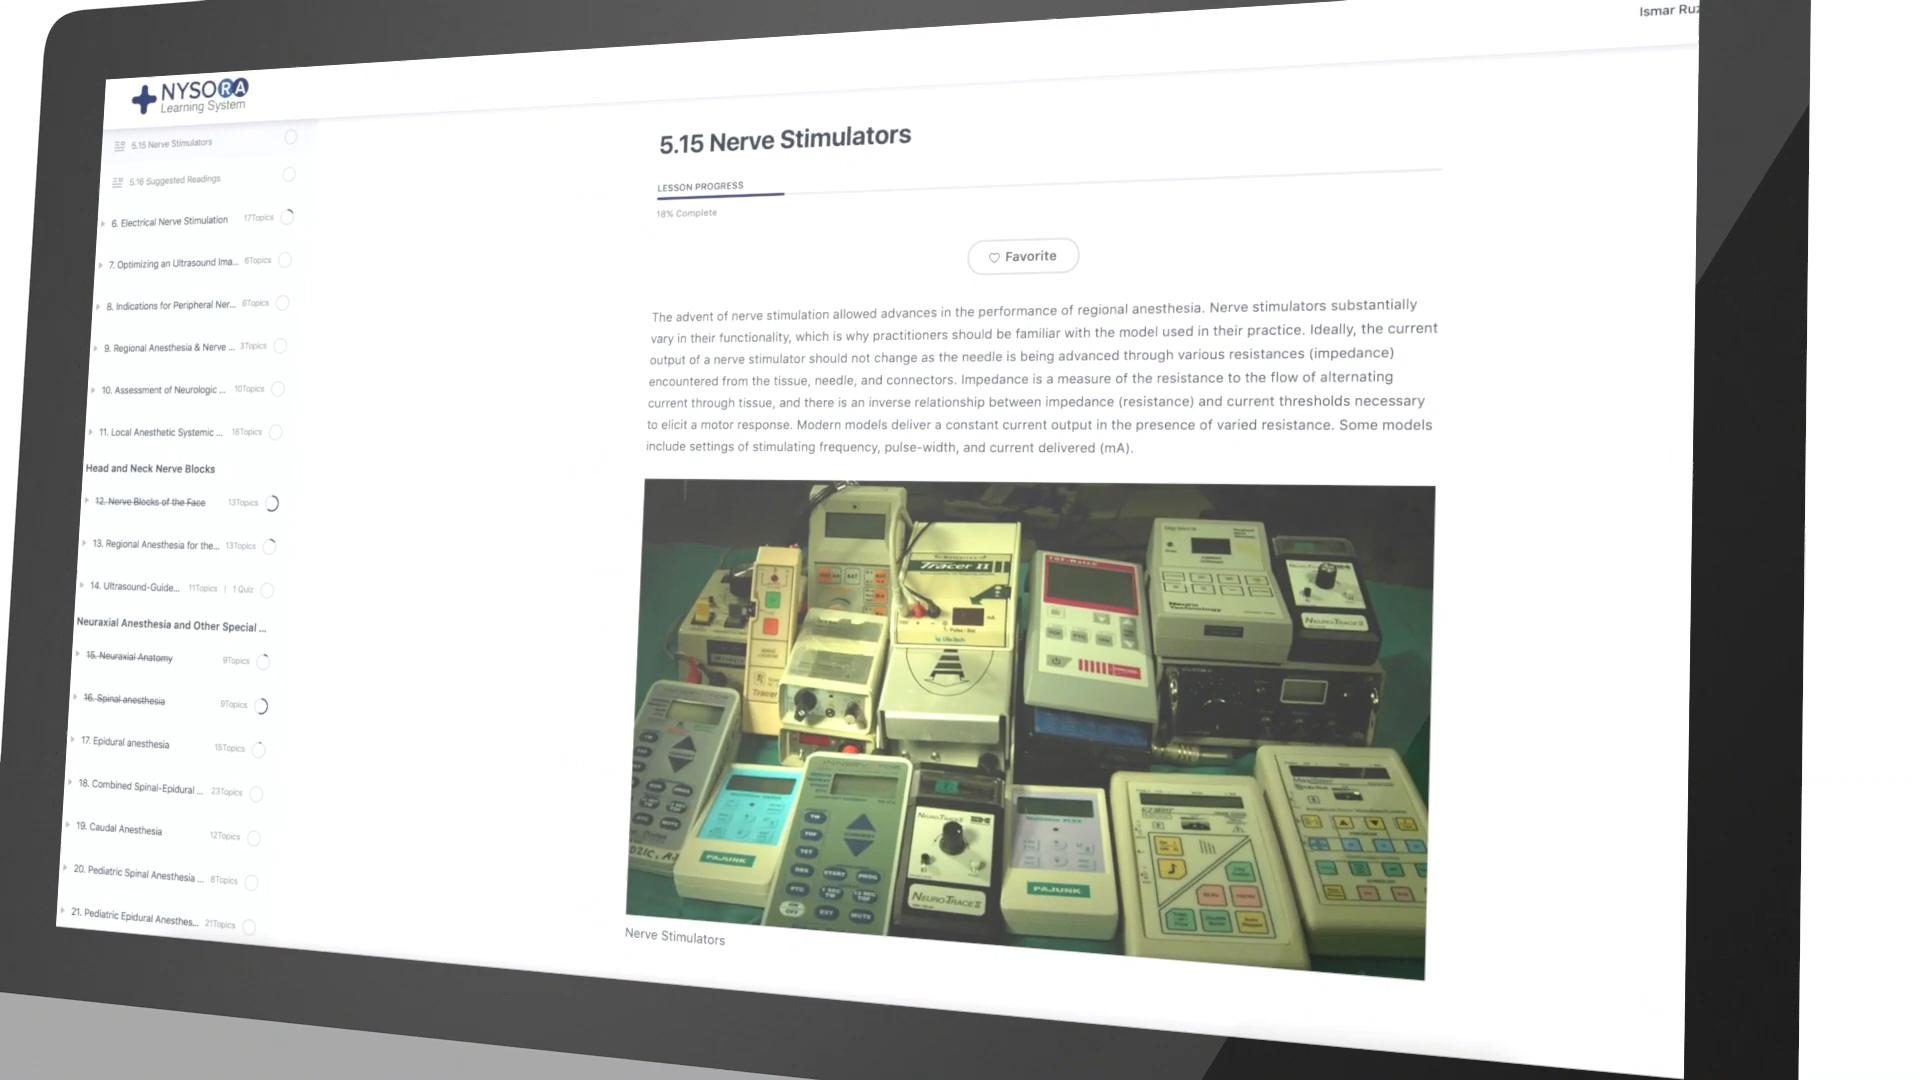 Ismar Ruz
NYSORA
Learning System
5.15 Nerve Stimulators
5.16 Suggested Readings
6. Electrical Nerve Stimulation 17Topics
7. Optimizing an Ultrasound Ima... 6Topics
8. Indications for Peripheral Ner... 6Topics
9. Regional Anesthesia & Nerve ... 3Topics
10. Assessment of Neurologic ... 10Topics
11. Local Anesthetic Systemic ... 18Topics
Head and Neck Nerve Blocks
12. Nerve Blocks of the Face 13Topics
13. Regional Anesthesia for the... 13Topics
14. Ultrasound-Guide... 11Topics | 1 Quiz
Neuraxial Anesthesia and Other Special ...
15. Neuraxial Anatomy 9Topics
16. Spinal anesthesia 9Topics
17. Epidural anesthesia 15Topics
18. Combined Spinal-Epidural ... 23Topics
19. Caudal Anesthesia 12Topics
20. Pediatric Spinal Anesthesia ... 8Topics
21. Pediatric Epidural Anesthes... 21Topics
5.15 Nerve Stimulators
LESSON PROGRESS
18% Complete
Favorite
The advent of nerve stimulation allowed advances in the performance of regional anesthesia. Nerve stimulators substantially
vary in their functionality, which is why practitioners should be familiar with the model used in their practice. Ideally, the current
output of a nerve stimulator should not change as the needle is being advanced through various resistances (impedance)
encountered from the tissue, needle, and connectors. Impedance is a measure of the resistance to the flow of alternating
current through tissue, and there is an inverse relationship between impedance (resistance) and current thresholds necessary
to elicit a motor response. Modern models deliver a constant current output in the presence of varied resistance. Some models
include settings of stimulating frequency, pulse-width, and current delivered (mA).
Tracer II
Tracer
Neuro Technology
NEUROTRACE II
PAJUNK
START
MUTE
NEUROTRACE II
PAJUNK
Nerve Stimulators